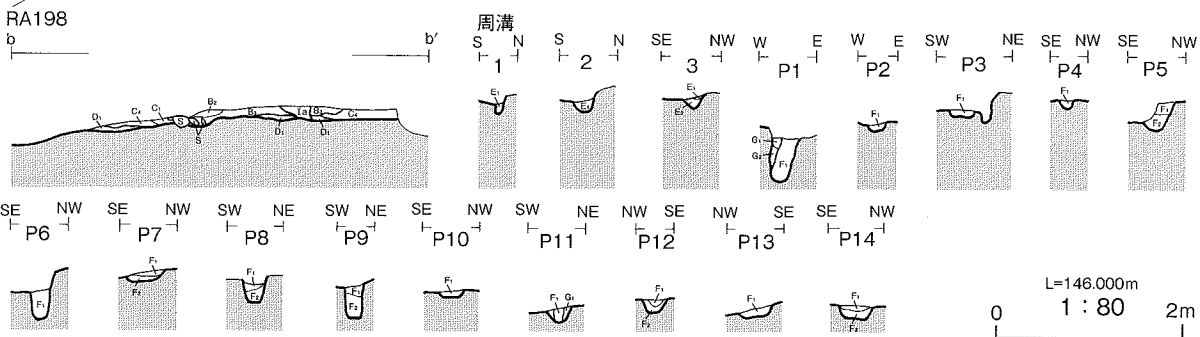 RA198
b b′
周溝
S N S N SE NW W E W E SW NE SE NW SE NW
1 2 3 P1 P2 P3 P4 P5
D₁ C₄ C₁ S S B₂ B₁ D₁ Ta B₁ D₁ C₄
E₁ E₁ E₂
G₁ G₂ F₁ F₁ F₁ F₁ F₁ F₂
SE NW SE NW SW NE SW NE SE NW SW NE NW SE NW SE SE NW
P6 P7 P8 P9 P10 P11 P12 P13 P14
F₁ F₁ F₂ F₁ F₂ F₁ F₂ F₁ F₁ G₁ F₁ F₂ F₁ F₁ F₂
L=146.000m
1：80
0 2m